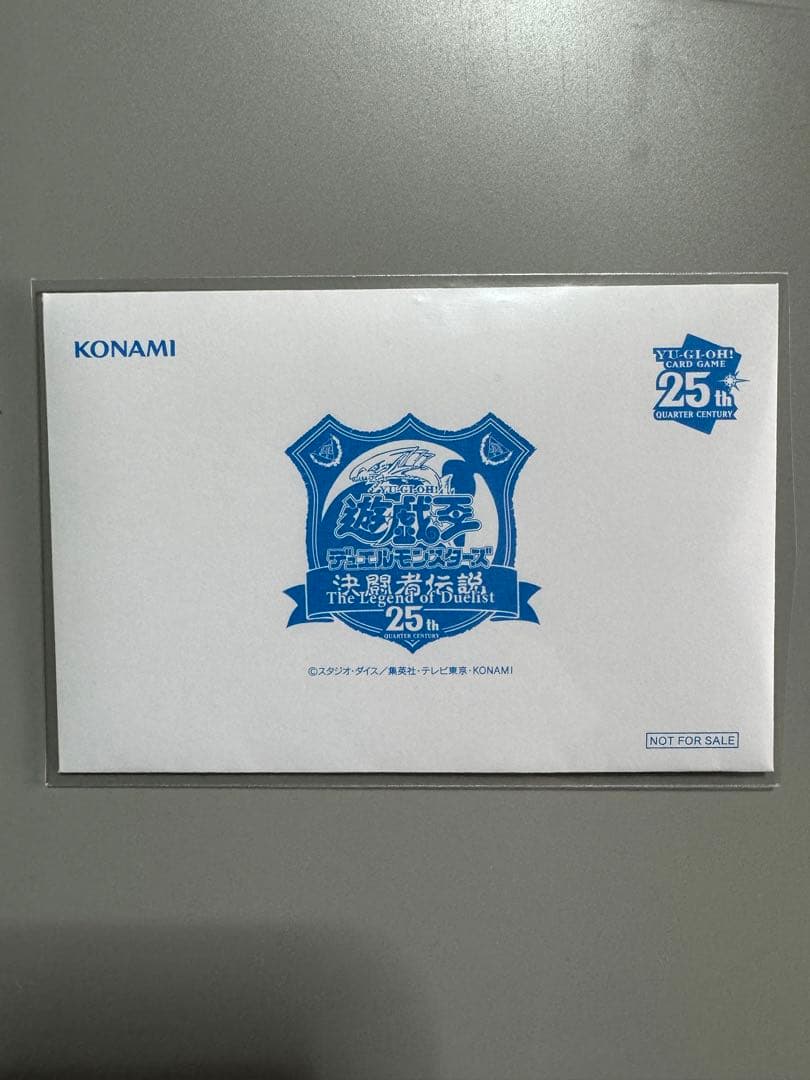 KONAMI
YU-GI-OH!
CARD GAME
25th
QUARTER CENTURY
YU-GI-OH!
遊戯王
デュエルモンスターズ
決闘者伝説
The Legend of Duelist
25th
QUARTER CENTURY
©スタジオ・ダイス／集英社・テレビ東京・KONAMI
NOT FOR SALE